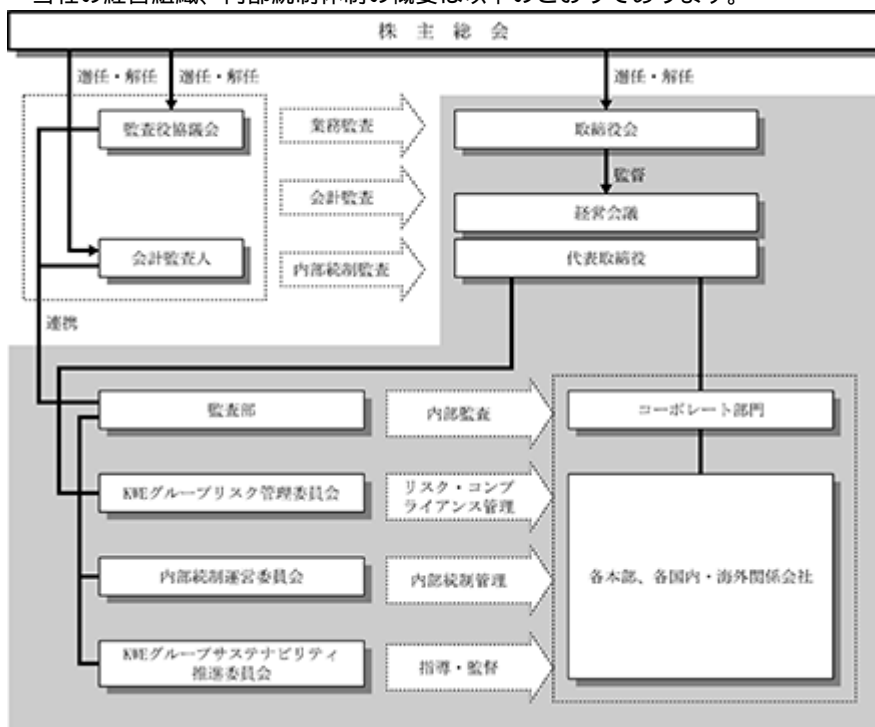 当社の経営組織、内部統制体制の概要は以下のとおりであります。
株主総会
選任・解任 選任・解任 選任・解任
監査役協議会 業務監査 取締役会
監督
会計監査 経営会議
会計監査人 内部統制監査 代表取締役
連携
監査部 内部監査 コーポレート部門
KWEグループリスク管理委員会 リスク・コンプ
ライアンス管理
内部統制運営委員会 内部統制管理 各本部、各国内・海外関係会社
KWEグループサステナビリティ
推進委員会 指導・監督